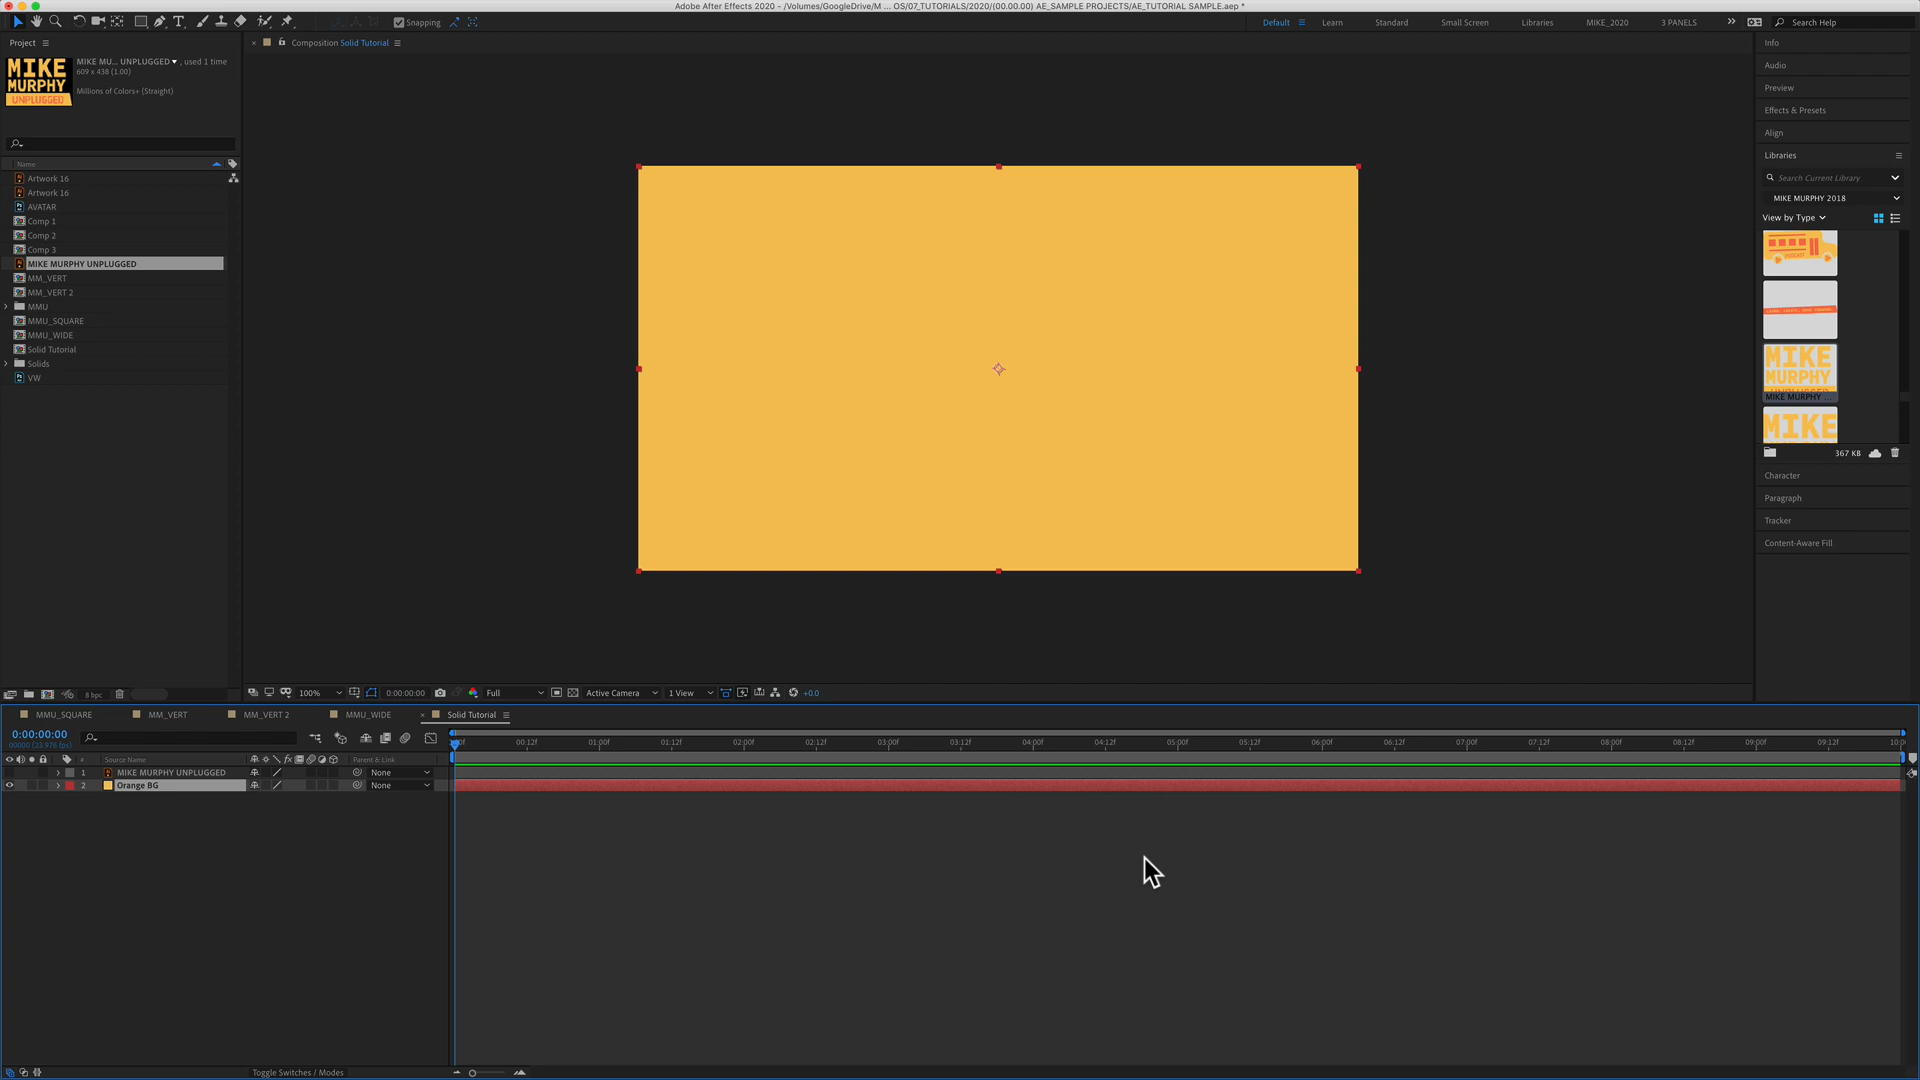 Adobe After Effects 2020 - /Volumes/GoogleDrive/M ... OS/07_TUTORIALS/2020/(00.00.00) AE_SAMPLE PROJECTS/AE_TUTORIAL SAMPLE.aep *
Snapping
Default
Learn
Standard
Small Screen
Libraries
MIKE_2020
3 PANELS
Search Help
Project
Composition Solid Tutorial
MIKE MURPHY UNPLUGGED
MIKE MU... UNPLUGGED , used 1 time
609 x 438 (1.00)
Millions of Colors+ (Straight)
Name
Artwork 16
Artwork 16
AVATAR
Comp 1
Comp 2
Comp 3
MIKE MURPHY UNPLUGGED
MM_VERT
MM_VERT 2
MMU
MMU_SQUARE
MMU_WIDE
Solid Tutorial
Solids
VW
8 bpc
Info
Audio
Preview
Effects & Presets
Align
Libraries
Search Current Library
MIKE MURPHY 2018
View by Type
PODCAST
MIKE MURPHY
MIKE MURPHY ...
MIKE
367 KB
Character
Paragraph
Tracker
Content-Aware Fill
100%
0:00:00:00
Full
Active Camera
1 View
+0.0
MMU_SQUARE
MM_VERT
MM_VERT 2
MMU_WIDE
Solid Tutorial
0:00:00:00
00000 (23.976 fps)
00:12f 01:00f 01:12f 02:00f 02:12f 03:00f 03:12f 04:00f 04:12f 05:00f 05:12f 06:00f 06:12f 07:00f 07:12f 08:00f 08:12f 09:00f 09:12f
# Source Name fx Parent & Link
1 MIKE MURPHY UNPLUGGED None
2 Orange BG None
Toggle Switches / Modes